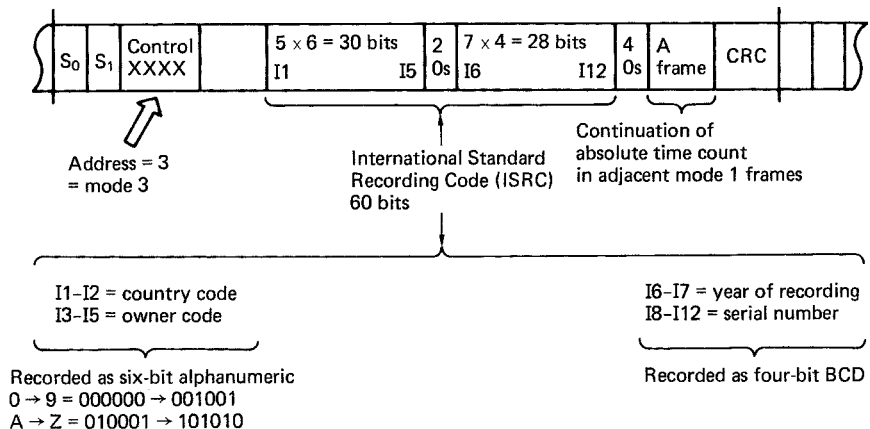 S0 S1 Control XXXX
5 × 6 = 30 bits
I1 I5
2 0s
7 × 4 = 28 bits
I6 I12
4 0s
A frame
CRC
Address = 3
= mode 3
International Standard
Recording Code (ISRC)
60 bits
Continuation of
absolute time count
in adjacent mode 1 frames
I1–I2 = country code
I3–I5 = owner code
I6–I7 = year of recording
I8–I12 = serial number
Recorded as six-bit alphanumeric
0 → 9 = 000000 → 001001
A → Z = 010001 → 101010
Recorded as four-bit BCD